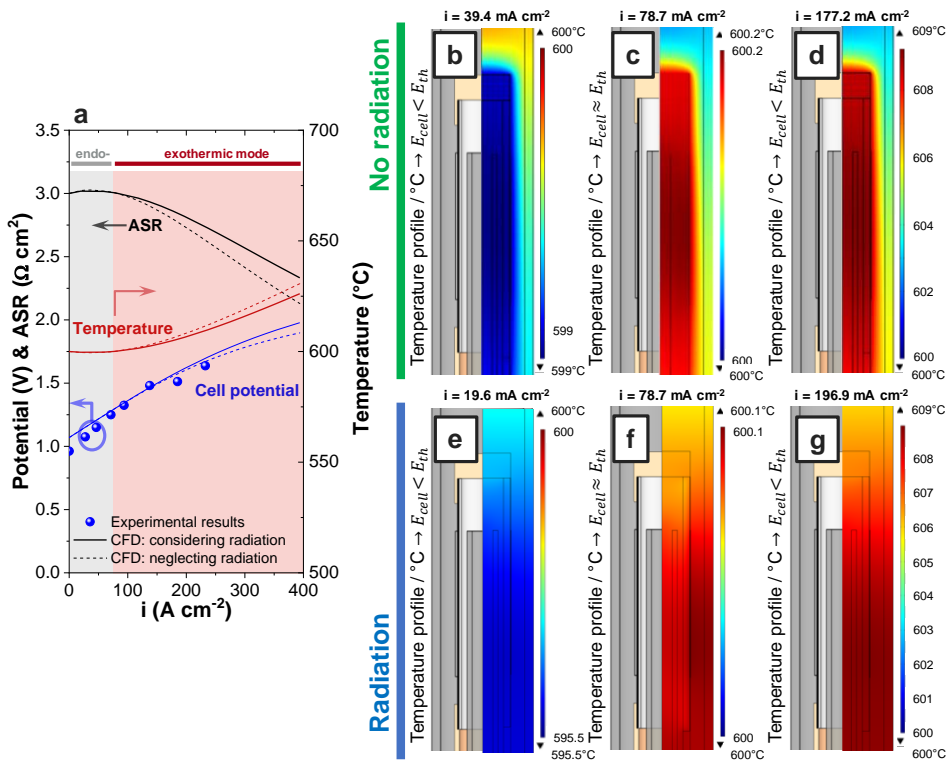 a
3.5
3.0
2.5
2.0
1.5
1.0
0.5
0.0
Potential (V) & ASR (Ω cm²)
700
650
600
550
500
Temperature (°C)
endo-
exothermic mode
ASR
Temperature
Cell potential
Experimental results
CFD: considering radiation
CFD: neglecting radiation
0
100
200
300
400
i (A cm⁻²)
No radiation
i = 39.4 mA cm⁻²
b
Temperature profile / °C → E_cell < E_th
600°C
600
599
599°C
i = 78.7 mA cm⁻²
c
Temperature profile / °C → E_cell ≈ E_th
600.2°C
600.2
600
600°C
i = 177.2 mA cm⁻²
d
Temperature profile / °C → E_cell < E_th
609°C
608
606
604
602
600
600°C
Radiation
i = 19.6 mA cm⁻²
e
Temperature profile / °C → E_cell < E_th
600°C
600
595.5
595.5°C
i = 78.7 mA cm⁻²
f
Temperature profile / °C → E_cell ≈ E_th
600.1°C
600.1
600
600°C
i = 196.9 mA cm⁻²
g
Temperature profile / °C → E_cell < E_th
609°C
608
607
606
605
604
603
602
601
600
600°C